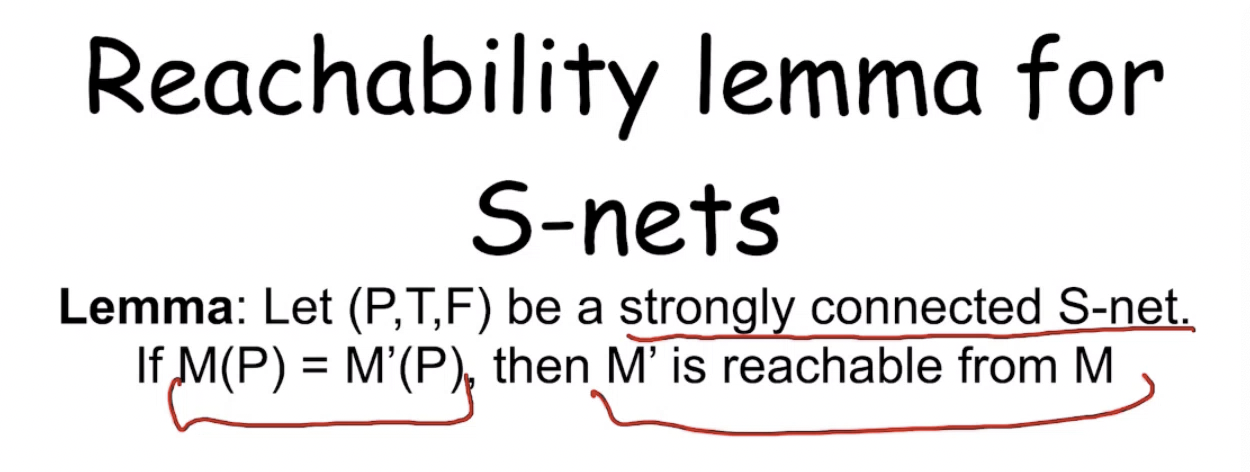 Reachability lemma for
S-nets
Lemma: Let (P,T,F) be a strongly connected S-net.
If M(P) = M’(P), then M’ is reachable from M